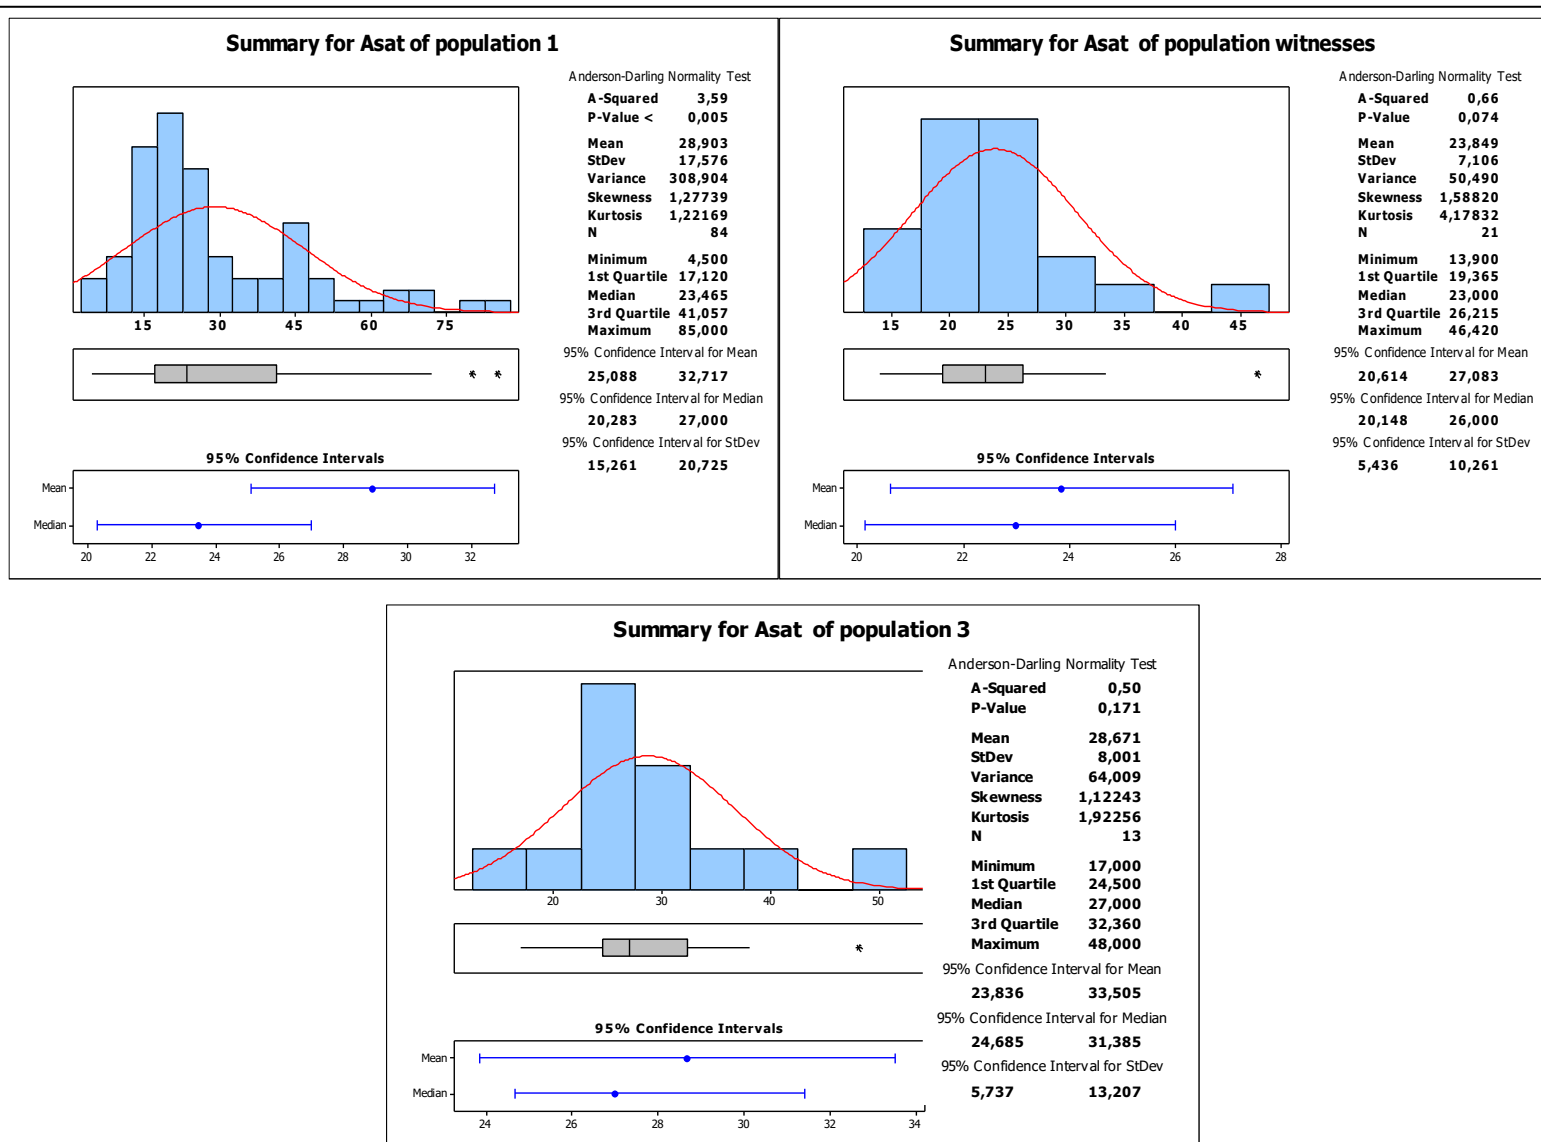 Summary for Asat of population 1
Anderson-Darling Normality Test
A-Squared 3,59
P-Value < 0,005
Mean 28,903
StDev 17,576
Variance 308,904
Skewness 1,27739
Kurtosis 1,22169
N 84
Minimum 4,500
1st Quartile 17,120
Median 23,465
3rd Quartile 41,057
Maximum 85,000
95% Confidence Interval for Mean
25,088 32,717
95% Confidence Interval for Median
20,283 27,000
95% Confidence Interval for StDev
15,261 20,725
15 30 45 60 75
95% Confidence Intervals
Mean
Median
20 22 24 26 28 30 32
Summary for Asat of population witnesses
Anderson-Darling Normality Test
A-Squared 0,66
P-Value 0,074
Mean 23,849
StDev 7,106
Variance 50,490
Skewness 1,58820
Kurtosis 4,17832
N 21
Minimum 13,900
1st Quartile 19,365
Median 23,000
3rd Quartile 26,215
Maximum 46,420
95% Confidence Interval for Mean
20,614 27,083
95% Confidence Interval for Median
20,148 26,000
95% Confidence Interval for StDev
5,436 10,261
15 20 25 30 35 40 45
95% Confidence Intervals
Mean
Median
20 22 24 26 28
Summary for Asat of population 3
Anderson-Darling Normality Test
A-Squared 0,50
P-Value 0,171
Mean 28,671
StDev 8,001
Variance 64,009
Skewness 1,12243
Kurtosis 1,92256
N 13
Minimum 17,000
1st Quartile 24,500
Median 27,000
3rd Quartile 32,360
Maximum 48,000
95% Confidence Interval for Mean
23,836 33,505
95% Confidence Interval for Median
24,685 31,385
95% Confidence Interval for StDev
5,737 13,207
20 30 40 50
95% Confidence Intervals
Mean
Median
24 26 28 30 32 34